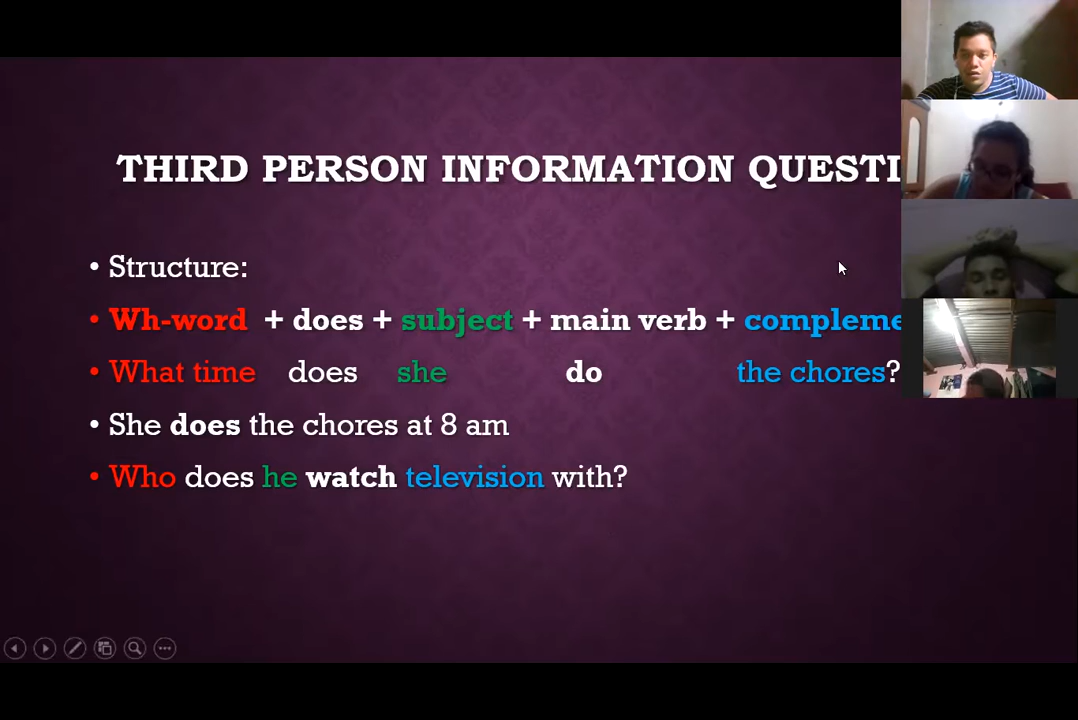 THIRD PERSON INFORMATION QUESTI
• Structure:
• Wh-word + does + subject + main verb +ompleme
• What time does she do the chores?
• She does the chores at 8 am
• Who does he watch television with?